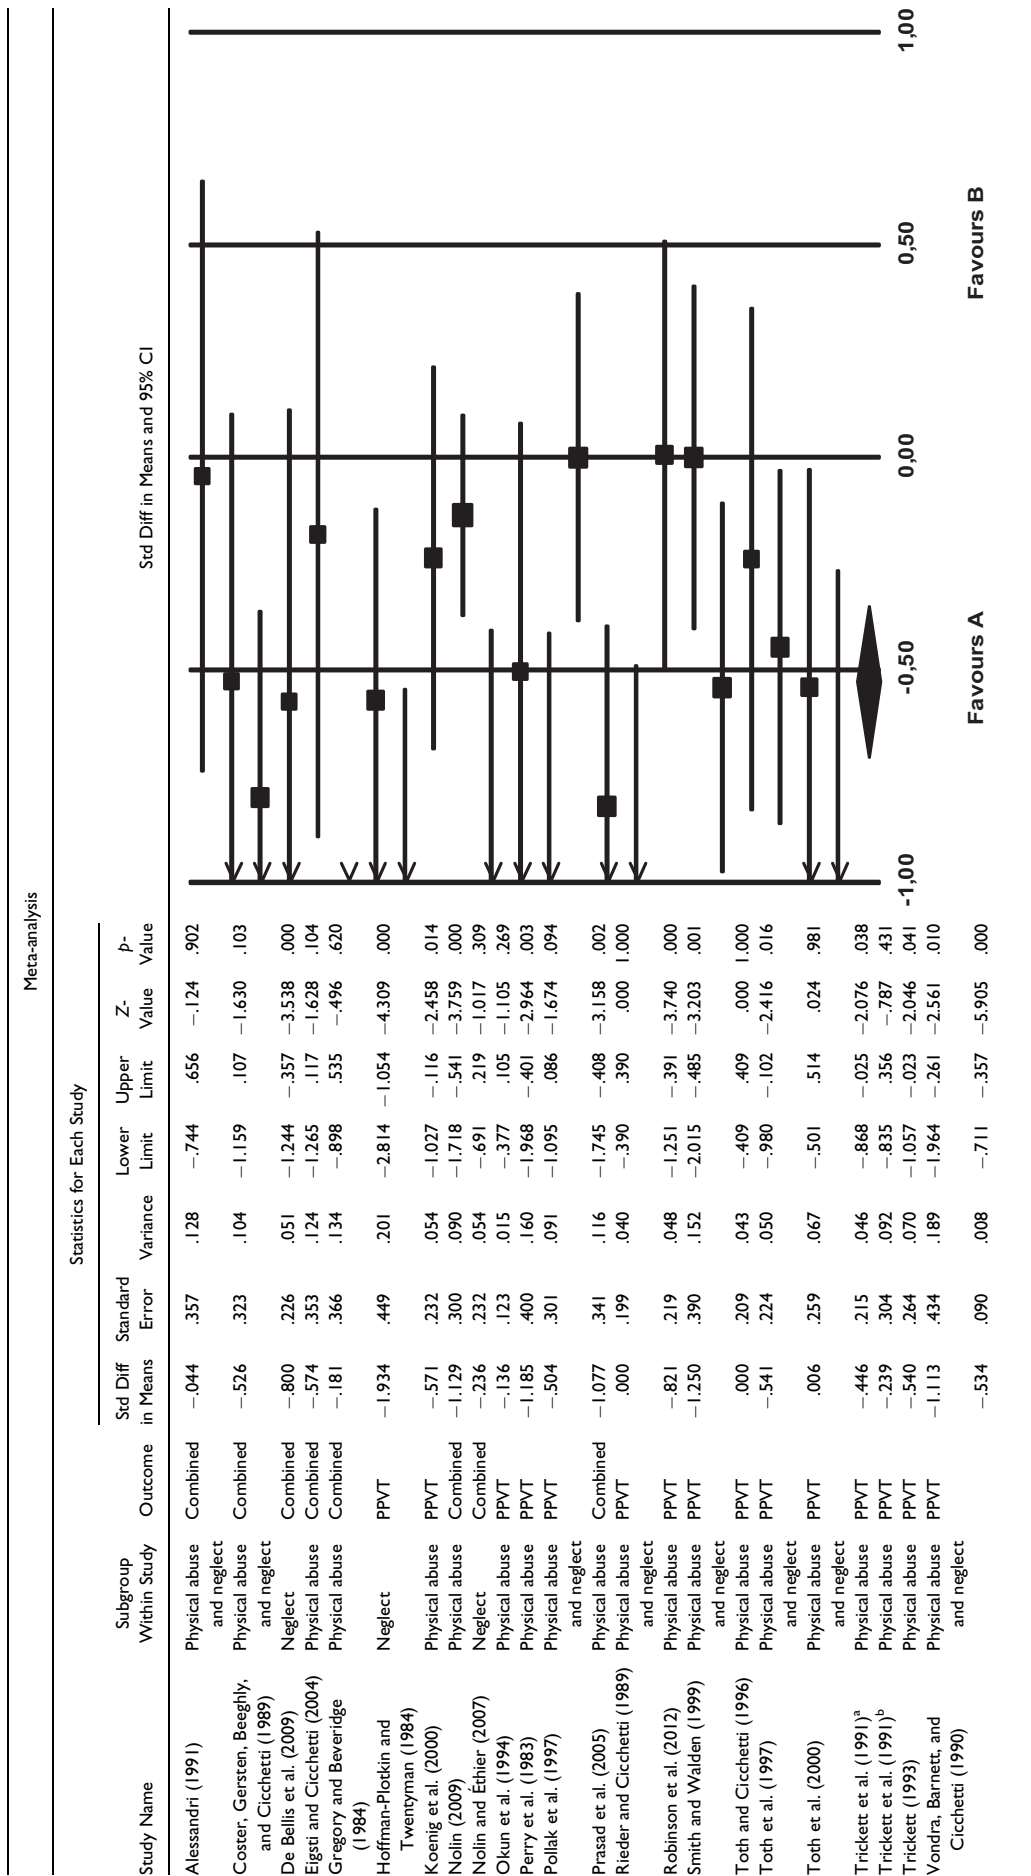 Meta-analysis
Statistics for Each Study
Std Diff in Means and 95% CI
Study Name Subgroup Within Study Outcome Std Diff in Means Standard Error Variance Lower Limit Upper Limit Z-Value p-Value
Alessandri (1991) Physical abuse and neglect Combined −.044 .357 .128 −.744 .656 −.124 .902
Coster, Gersten, Beeghly, and Cicchetti (1989) Physical abuse and neglect Combined −.526 .323 .104 −1.159 .107 −1.630 .103
De Bellis et al. (2009) Neglect Combined −.800 .226 .051 −1.244 −.357 −3.538 .000
Eigsti and Cicchetti (2004) Physical abuse Combined −.574 .353 .124 −1.265 .117 −1.628 .104
Gregory and Beveridge (1984) Physical abuse Combined −.181 .366 .134 −.898 .535 −.496 .620
Hoffman-Plotkin and Twentyman (1984) Neglect PPVT −1.934 .449 .201 −2.814 −1.054 −4.309 .000
Koenig et al. (2000) Physical abuse PPVT −.571 .232 .054 −1.027 −.116 −2.458 .014
Nolin (2009) Physical abuse Combined −1.129 .300 .090 −1.718 −.541 −3.759 .000
Nolin and Éthier (2007) Neglect Combined −.236 .232 .054 −.691 .219 −1.017 .309
Okun et al. (1994) Physical abuse PPVT −.136 .123 .015 −.377 .105 −1.105 .269
Perry et al. (1983) Physical abuse PPVT −1.185 .400 .160 −1.968 −.401 −2.964 .003
Pollak et al. (1997) Physical abuse and neglect PPVT −.504 .301 .091 −1.095 .086 −1.674 .094
Prasad et al. (2005) Physical abuse Combined −1.077 .341 .116 −1.745 −.408 −3.158 .002
Rieder and Cicchetti (1989) Physical abuse and neglect PPVT .000 .199 .040 −.390 .390 .000 1.000
Robinson et al. (2012) Physical abuse PPVT −.821 .219 .048 −1.251 −.391 −3.740 .000
Smith and Walden (1999) Physical abuse and neglect PPVT −1.250 .390 .152 −2.015 −.485 −3.203 .001
Toth and Cicchetti (1996) Physical abuse PPVT .000 .209 .043 −.409 .409 .000 1.000
Toth et al. (1997) Physical abuse and neglect PPVT −.541 .224 .050 −.980 −.102 −2.416 .016
Toth et al. (2000) Physical abuse and neglect PPVT .006 .259 .067 −.501 .514 .024 .981
Trickett et al. (1991)a Physical abuse PPVT −.446 .215 .046 −.868 −.025 −2.076 .038
Trickett et al. (1991)b Physical abuse PPVT −.239 .304 .092 −.835 .356 −.787 .431
Trickett (1993) Physical abuse PPVT −.540 .264 .070 −1.057 −.023 −2.046 .041
Vondra, Barnett, and Cicchetti (1990) Physical abuse and neglect PPVT −1.113 .434 .189 −1.964 −.261 −2.561 .010
−.534 .090 .008 −.711 −.357 −5.905 .000
-1,00 -0,50 0,00 0,50 1,00
Favours A Favours B